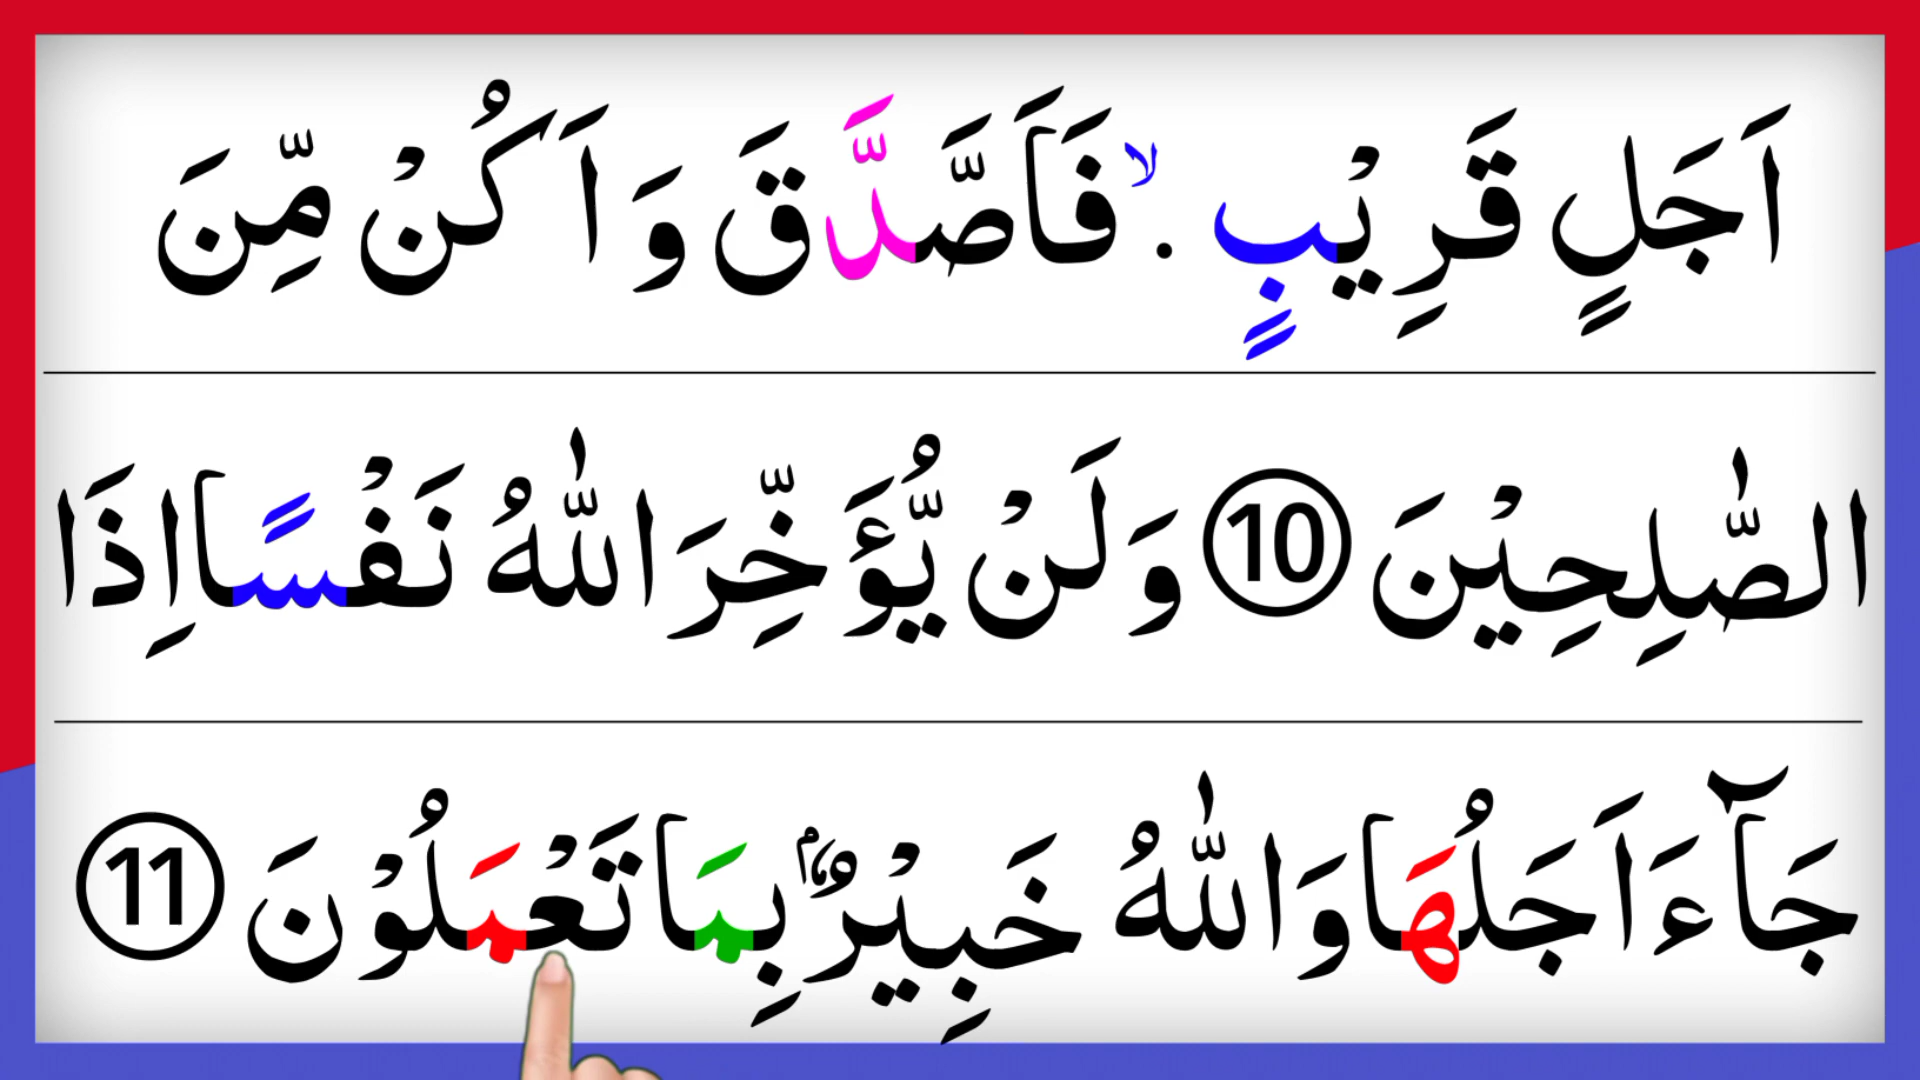 اَجَلٍ قَرِيْبٍ ۙ . فَاَصَّدَّقَ وَ اَكُنْ مِّنَ
الصّٰلِحِيْنَ 10 وَلَنْ يُّؤَخِّرَ اللّٰهُ نَفْسًا اِذَا
جَآءَ اَجَلُهَا وَاللّٰهُ خَبِيْرٌۢ بِمَا تَعْمَلُوْنَ 11